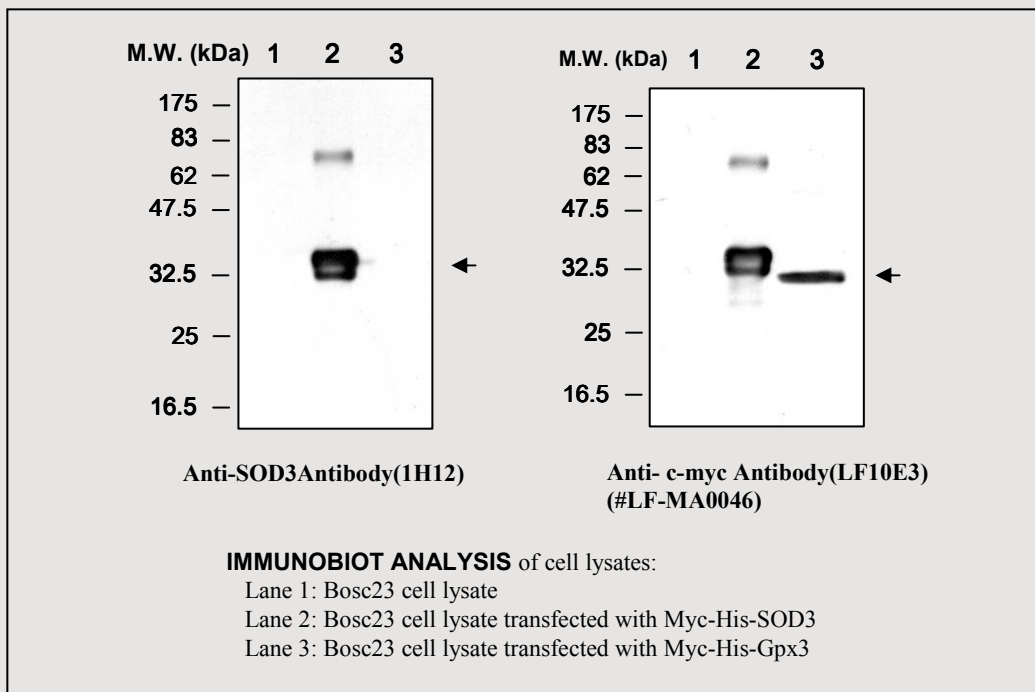 M.W. (kDa) 1 2 3
175
83
62
47.5
32.5
25
16.5
Anti-SOD3Antibody(1H12)
M.W. (kDa) 1 2 3
175
83
62
47.5
32.5
25
16.5
Anti- c-myc Antibody(LF10E3)
(#LF-MA0046)
IMMUNOBIOT ANALYSIS of cell lysates:
Lane 1: Bosc23 cell lysate
Lane 2: Bosc23 cell lysate transfected with Myc-His-SOD3
Lane 3: Bosc23 cell lysate transfected with Myc-His-Gpx3